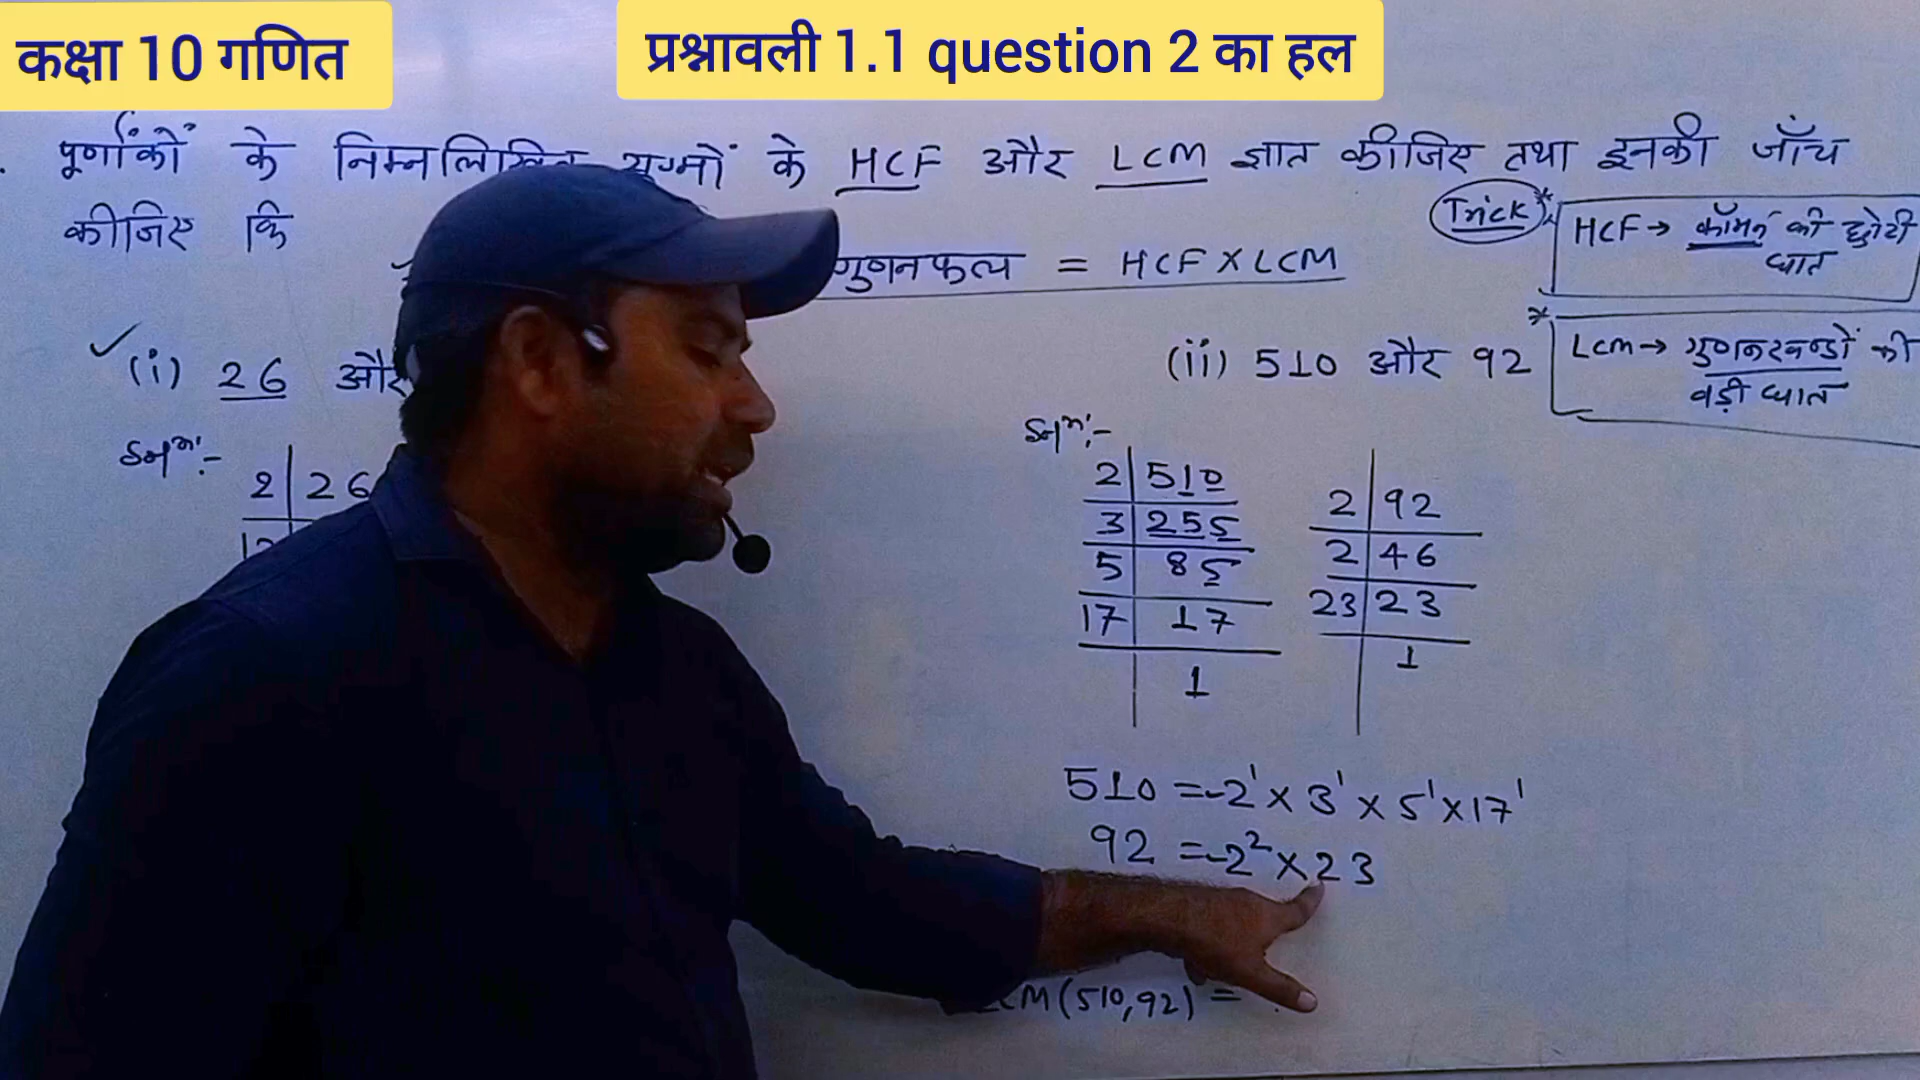 कक्षा 10 गणित
प्रश्नावली 1.1 question 2 का हल
पूर्णांकों के निम्नलिखित युग्मों के HCF और LCM ज्ञात कीजिए तथा इनकी जाँच
कीजिए कि
गुणनफल = HCF X LCM
Trick
HCF → कॉमन की छोटी
घात
LCM → गुणनखण्डों की
बड़ी घात
(i) 26 और
(ii) 510 और 92
Solⁿ:-
2 | 26
Solⁿ:-
2 | 510
3 | 255
5 | 85
17 | 17
1
2 | 92
2 | 46
23 | 23
1
510 = 2¹ × 3¹ × 5¹ × 17¹
92 = 2² × 23
LCM (510, 92) =